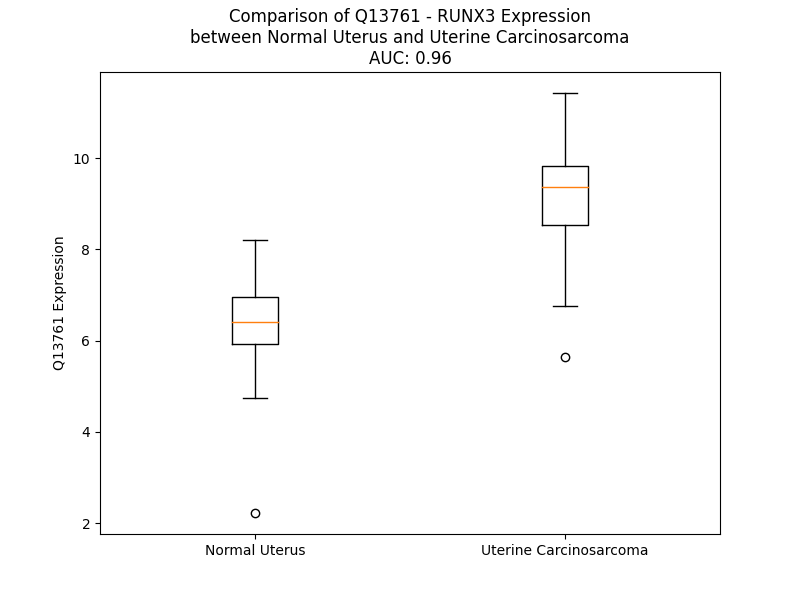 Comparison of Q13761 - RUNX3 Expression
between Normal Uterus and Uterine Carcinosarcoma
AUC: 0.96
Q13761 Expression
10
8
6
4
2
Normal Uterus
Uterine Carcinosarcoma